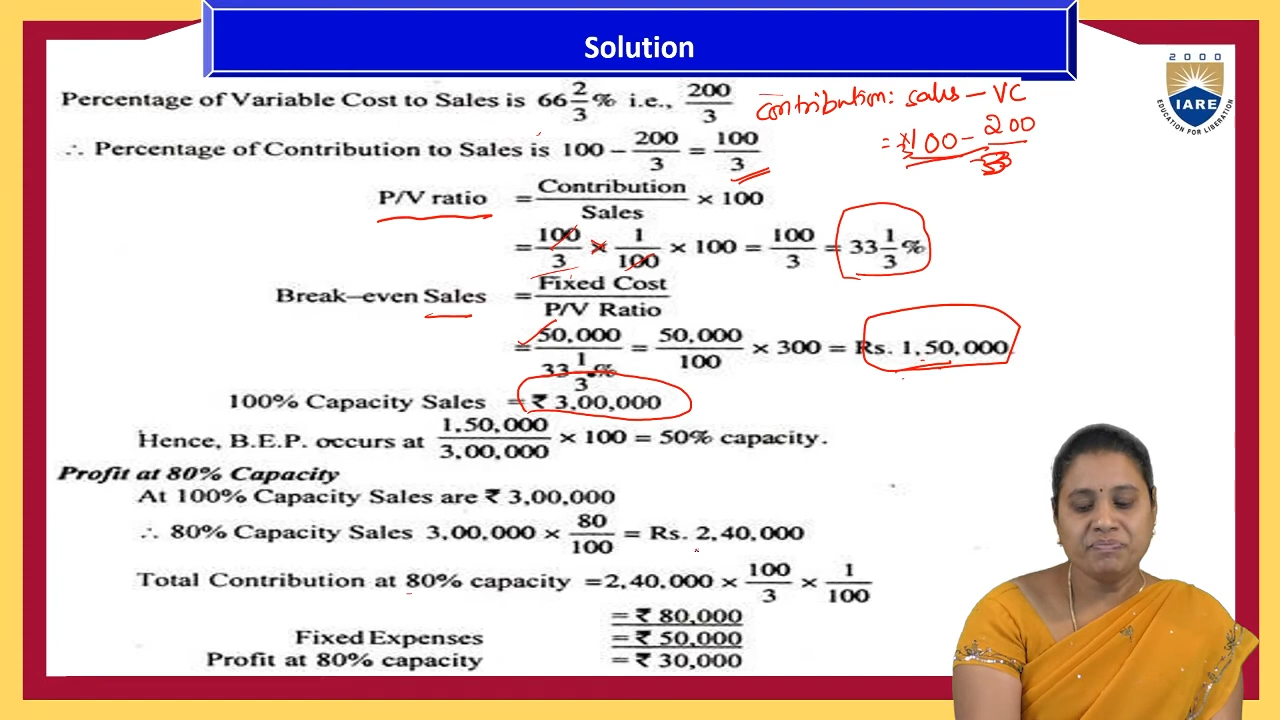 Solution
2000
IARE
EDUCATION FOR LIBERATION
Percentage of Variable Cost to Sales is 66 2/3 % i.e., 200/3
Contribution: Sales – VC
= 100 – 200
∴ Percentage of Contribution to Sales is 100 – 200/3 = 100/3
P/V ratio = Contribution/Sales × 100
= 100/3 × 1/100 × 100 = 100/3 = 33 1/3 %
Break–even Sales = Fixed Cost/P/V Ratio
= 50,000/33 1/3 % = 50,000/100 × 300 = Rs. 1,50,000
100% Capacity Sales = ₹ 3,00,000
Hence, B.E.P. occurs at 1,50,000/3,00,000 × 100 = 50% capacity.
Profit at 80% Capacity
At 100% Capacity Sales are ₹ 3,00,000
∴ 80% Capacity Sales 3,00,000 × 80/100 = Rs. 2,40,000
Total Contribution at 80% capacity = 2,40,000 × 100/3 × 1/100
= ₹ 80,000
Fixed Expenses = ₹ 50,000
Profit at 80% capacity = ₹ 30,000